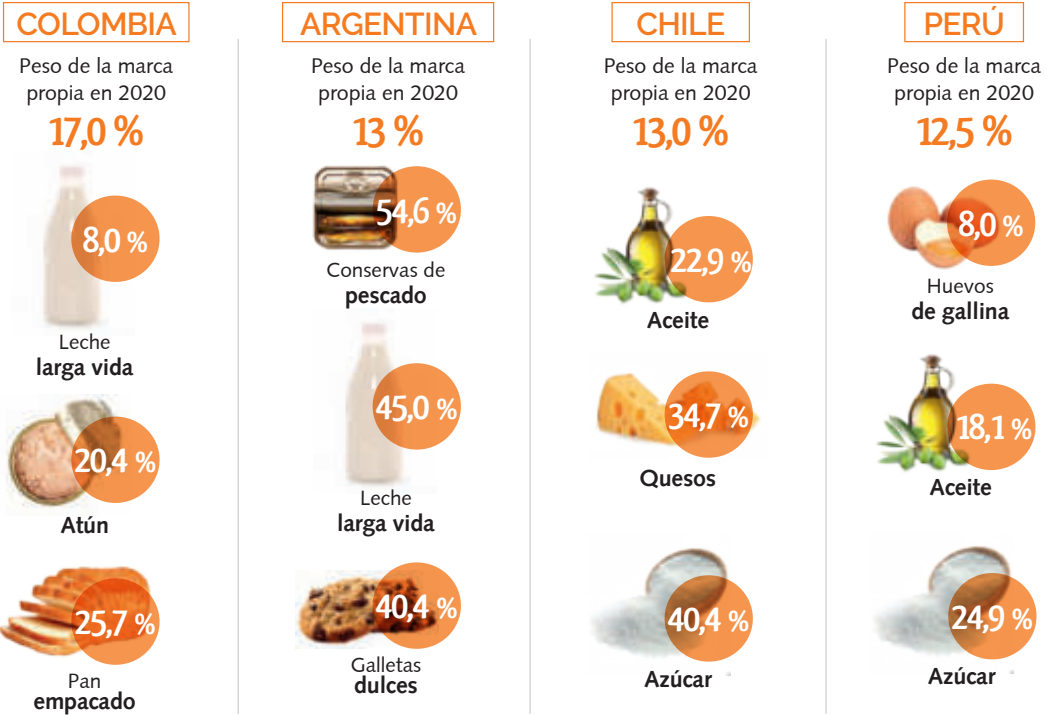 COLOMBIA
Peso de la marca
propia en 2020
17,0 %
8,0 %
Leche
larga vida
20,4 %
Atún
25,7 %
Pan
empacado
ARGENTINA
Peso de la marca
propia en 2020
13 %
54,6 %
Conservas de
pescado
45,0 %
Leche
larga vida
40,4 %
Galletas
dulces
CHILE
Peso de la marca
propia en 2020
13,0 %
22,9 %
Aceite
34,7 %
Quesos
40,4 %
Azúcar
PERÚ
Peso de la marca
propia en 2020
12,5 %
8,0 %
Huevos
de gallina
18,1 %
Aceite
24,9 %
Azúcar